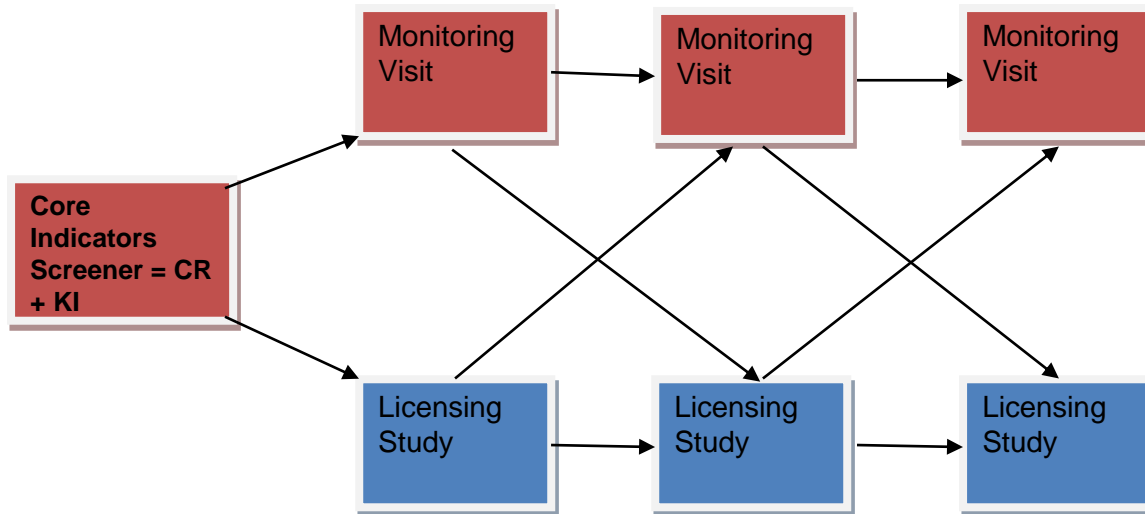 Monitoring
Visit
Monitoring
Visit
Monitoring
Visit
Core
Indicators
Screener = CR
+ KI
Licensing
Study
Licensing
Study
Licensing
Study